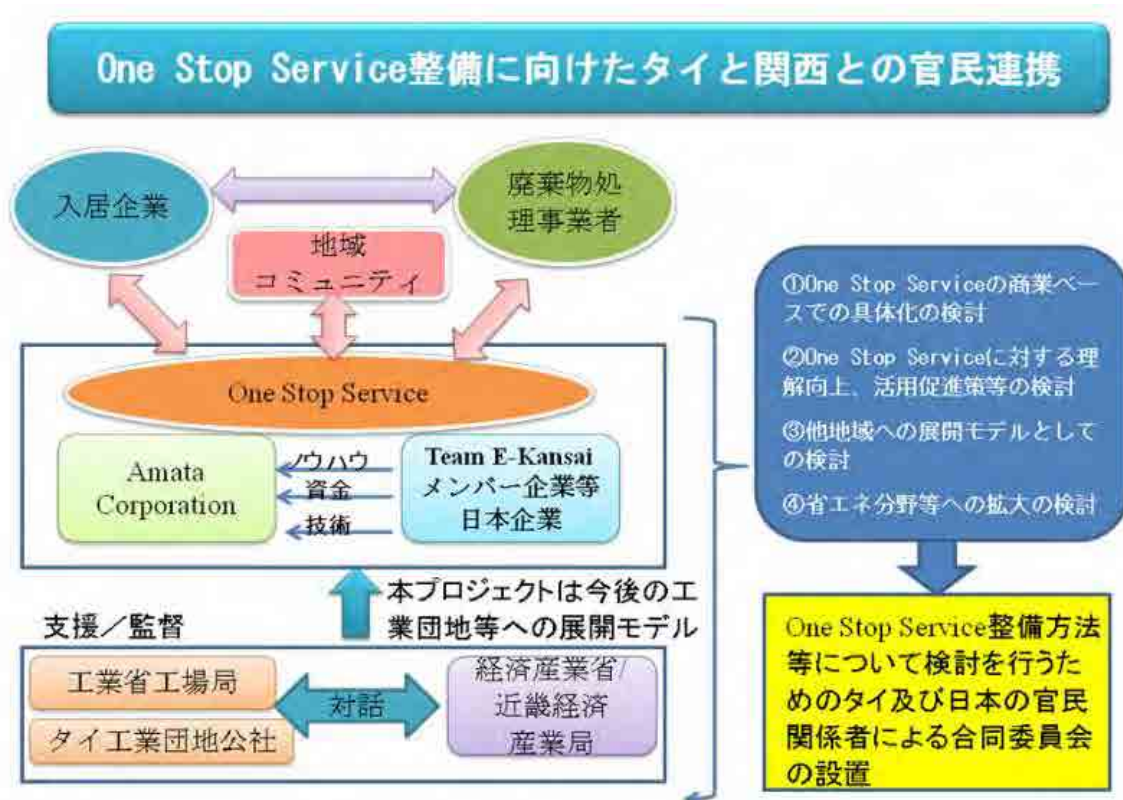 One Stop Service整備に向けたタイと関西との官民連携
入居企業
廃棄物処
理事業者
地域
コミュニティ
One Stop Service
Amata
Corporation
ノウハウ
資金
技術
Team E-Kansai
メンバー企業等
日本企業
本プロジェクトは今後の工
業団地等への展開モデル
支援／監督
工業省工場局
タイ工業団地公社
対話
経済産業省/
近畿経済
産業局
①One Stop Serviceの商業ベー
スでの具体化の検討
②One Stop Serviceに対する理
解向上、活用促進策等の検討
③他地域への展開モデルとして
の検討
④省エネ分野等への拡大の検討
One Stop Service整備方法
等について検討を行うた
めのタイ及び日本の官民
関係者による合同委員会
の設置